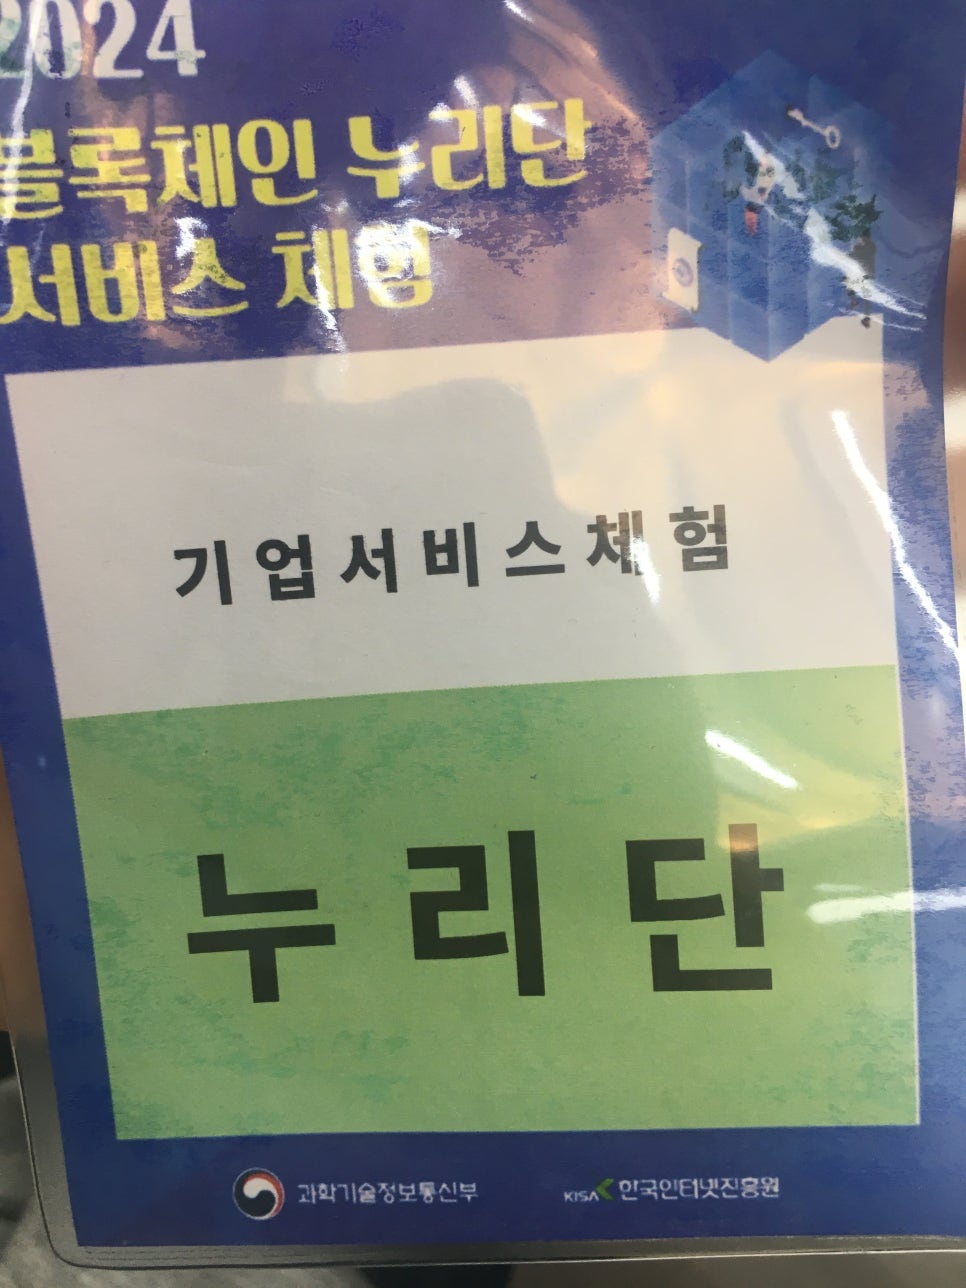 2024
블록체인 누리단
서비스 체험
기업서비스체험
누리단
과학기술정보통신부
KISA 한국인터넷진흥원